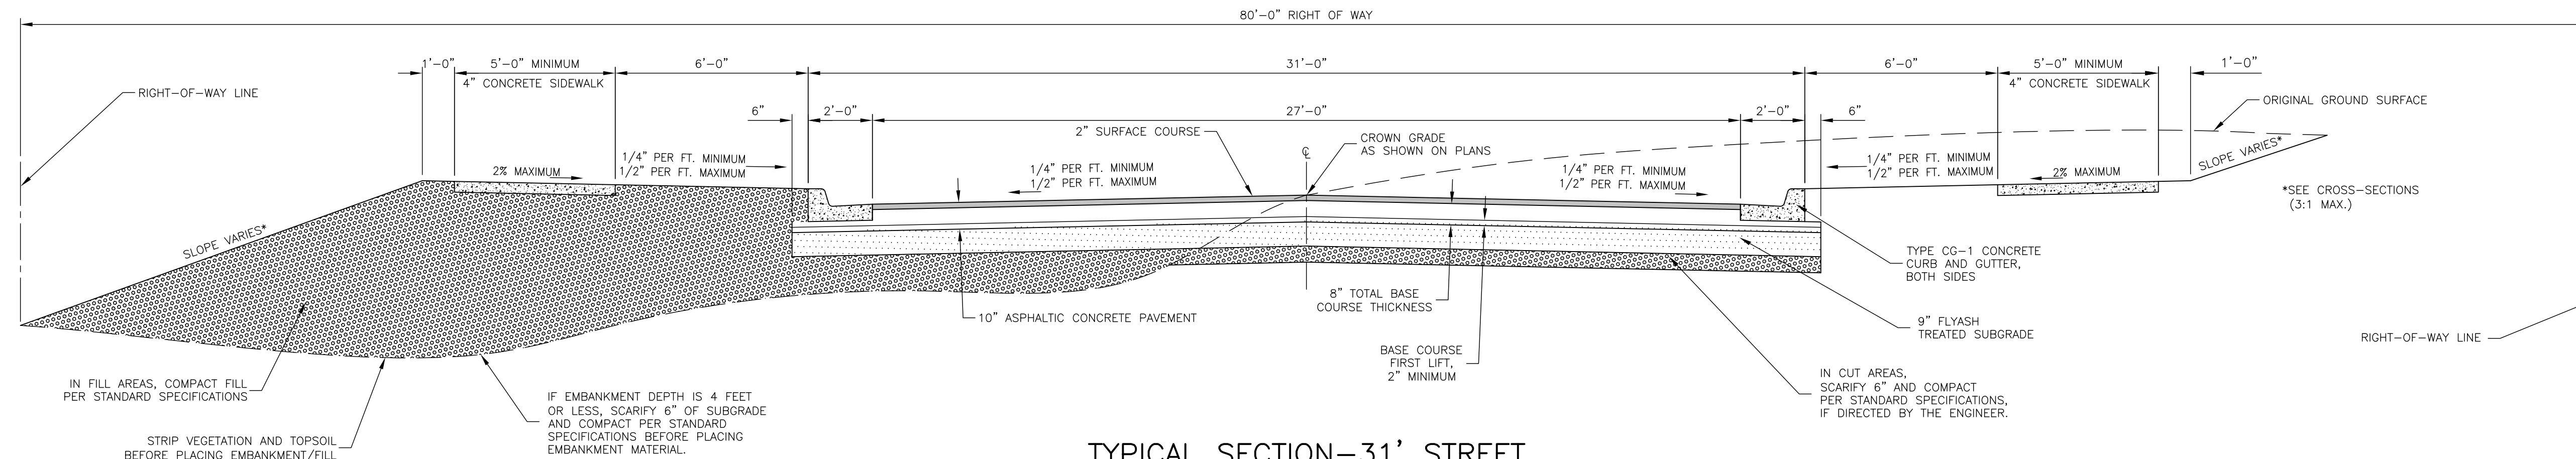 80'-0" RIGHT OF WAY
1'-0"
5'-0" MINIMUM
4" CONCRETE SIDEWALK
6'-0"
31'-0"
6'-0"
5'-0" MINIMUM
4" CONCRETE SIDEWALK
1'-0"
RIGHT-OF-WAY LINE
ORIGINAL GROUND SURFACE
6"
2'-0"
27'-0"
2'-0"
6"
2" SURFACE COURSE
CROWN GRADE
AS SHOWN ON PLANS
℄
2% MAXIMUM
1/4" PER FT. MINIMUM
1/2" PER FT. MAXIMUM
1/4" PER FT. MINIMUM
1/2" PER FT. MAXIMUM
1/4" PER FT. MINIMUM
1/2" PER FT. MAXIMUM
1/4" PER FT. MINIMUM
1/2" PER FT. MAXIMUM
2% MAXIMUM
SLOPE VARIES*
*SEE CROSS-SECTIONS
(3:1 MAX.)
SLOPE VARIES*
TYPE CG-1 CONCRETE
CURB AND GUTTER,
BOTH SIDES
8" TOTAL BASE
COURSE THICKNESS
10" ASPHALTIC CONCRETE PAVEMENT
9" FLYASH
TREATED SUBGRADE
RIGHT-OF-WAY LINE
BASE COURSE
FIRST LIFT,
2" MINIMUM
IN FILL AREAS, COMPACT FILL
PER STANDARD SPECIFICATIONS
IF EMBANKMENT DEPTH IS 4 FEET
OR LESS, SCARIFY 6" OF SUBGRADE
AND COMPACT PER STANDARD
SPECIFICATIONS BEFORE PLACING
EMBANKMENT MATERIAL.
IN CUT AREAS,
SCARIFY 6" AND COMPACT
PER STANDARD SPECIFICATIONS,
IF DIRECTED BY THE ENGINEER.
STRIP VEGETATION AND TOPSOIL
BEFORE PLACING EMBANKMENT/FILL
TYPICAL SECTION-31' STREET